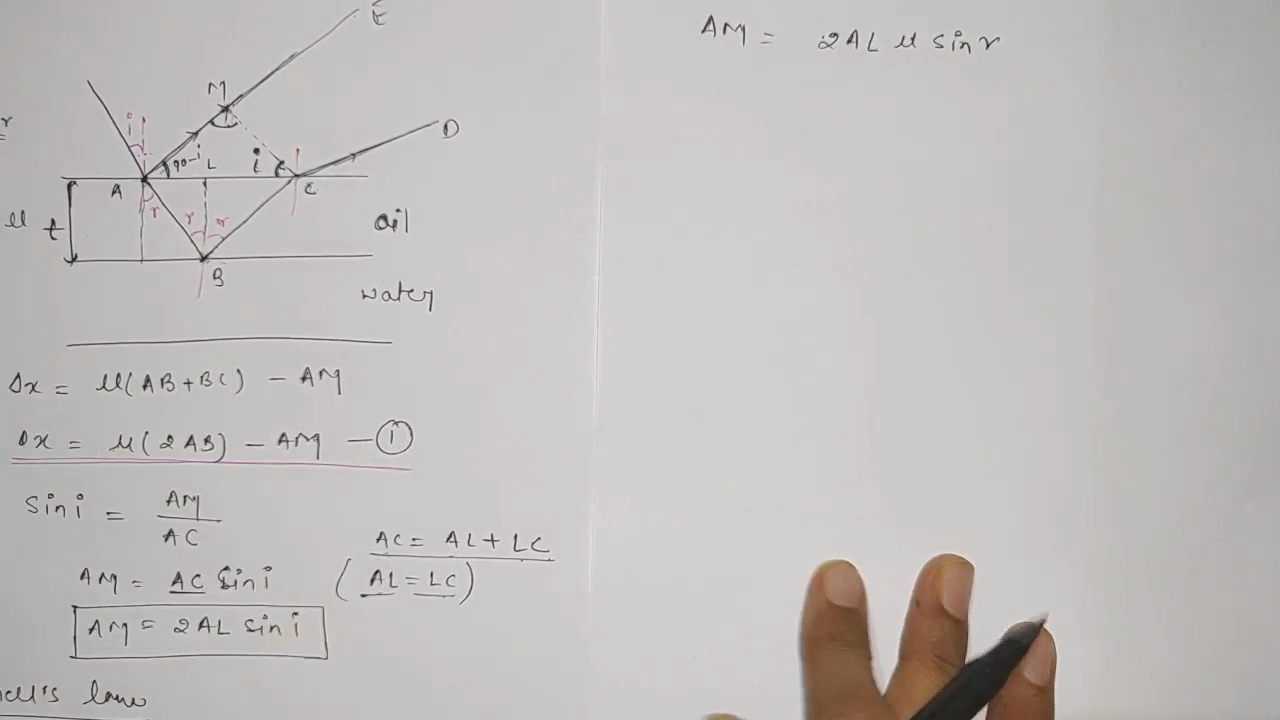 E
M
D
i
90-i
L
i
A
C
r
r
r
μ
t
oil
B
water
Δx = μ(AB+BC) - AM
Δx = μ(2AB) - AM - ①
Sin i = AM / AC
AC = AL + LC
AM = AC Sin i (AL = LC)
AM = 2AL sin i
law
AM = 2AL μ sin r